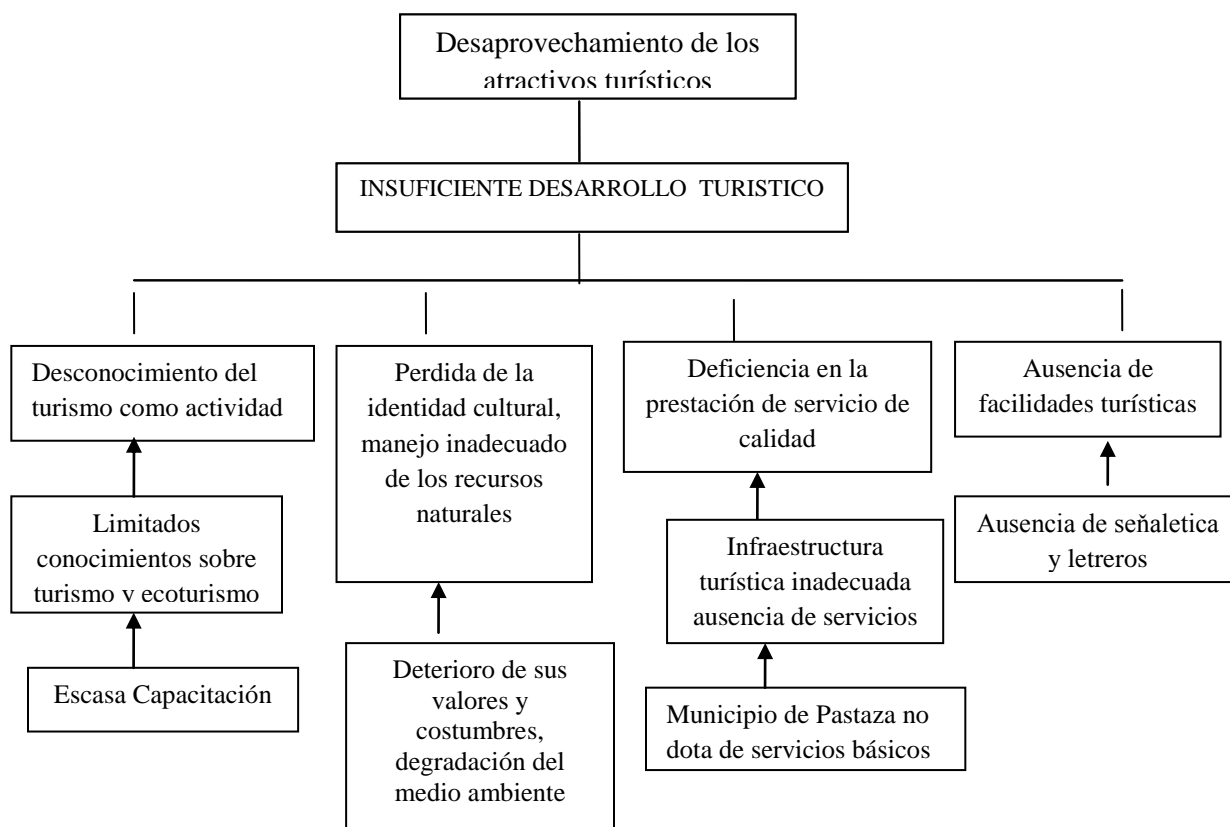 Desaprovechamiento de los
atractivos turísticos
INSUFICIENTE DESARROLLO TURISTICO
Desconocimiento del
turismo como actividad
Perdida de la
identidad cultural,
manejo inadecuado
de los recursos
naturales
Deficiencia en la
prestación de servicio de
calidad
Ausencia de
facilidades turísticas
Limitados
conocimientos sobre
turismo y ecoturismo
Infraestructura
turística inadecuada
ausencia de servicios
Ausencia de señaletica
y letreros
Escasa Capacitación
Deterioro de sus
valores y
costumbres,
degradación del
medio ambiente
Municipio de Pastaza no
dota de servicios básicos